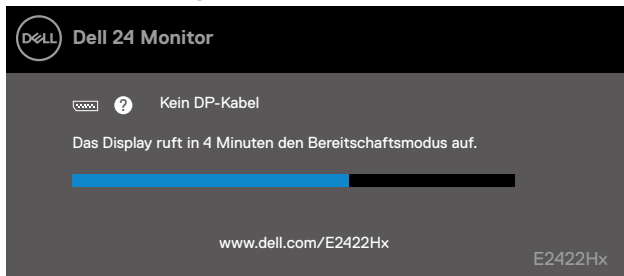 DELL
Dell 24 Monitor
? Kein DP-Kabel
Das Display ruft in 4 Minuten den Bereitschaftsmodus auf.
www.dell.com/E2422Hx
E2422Hx